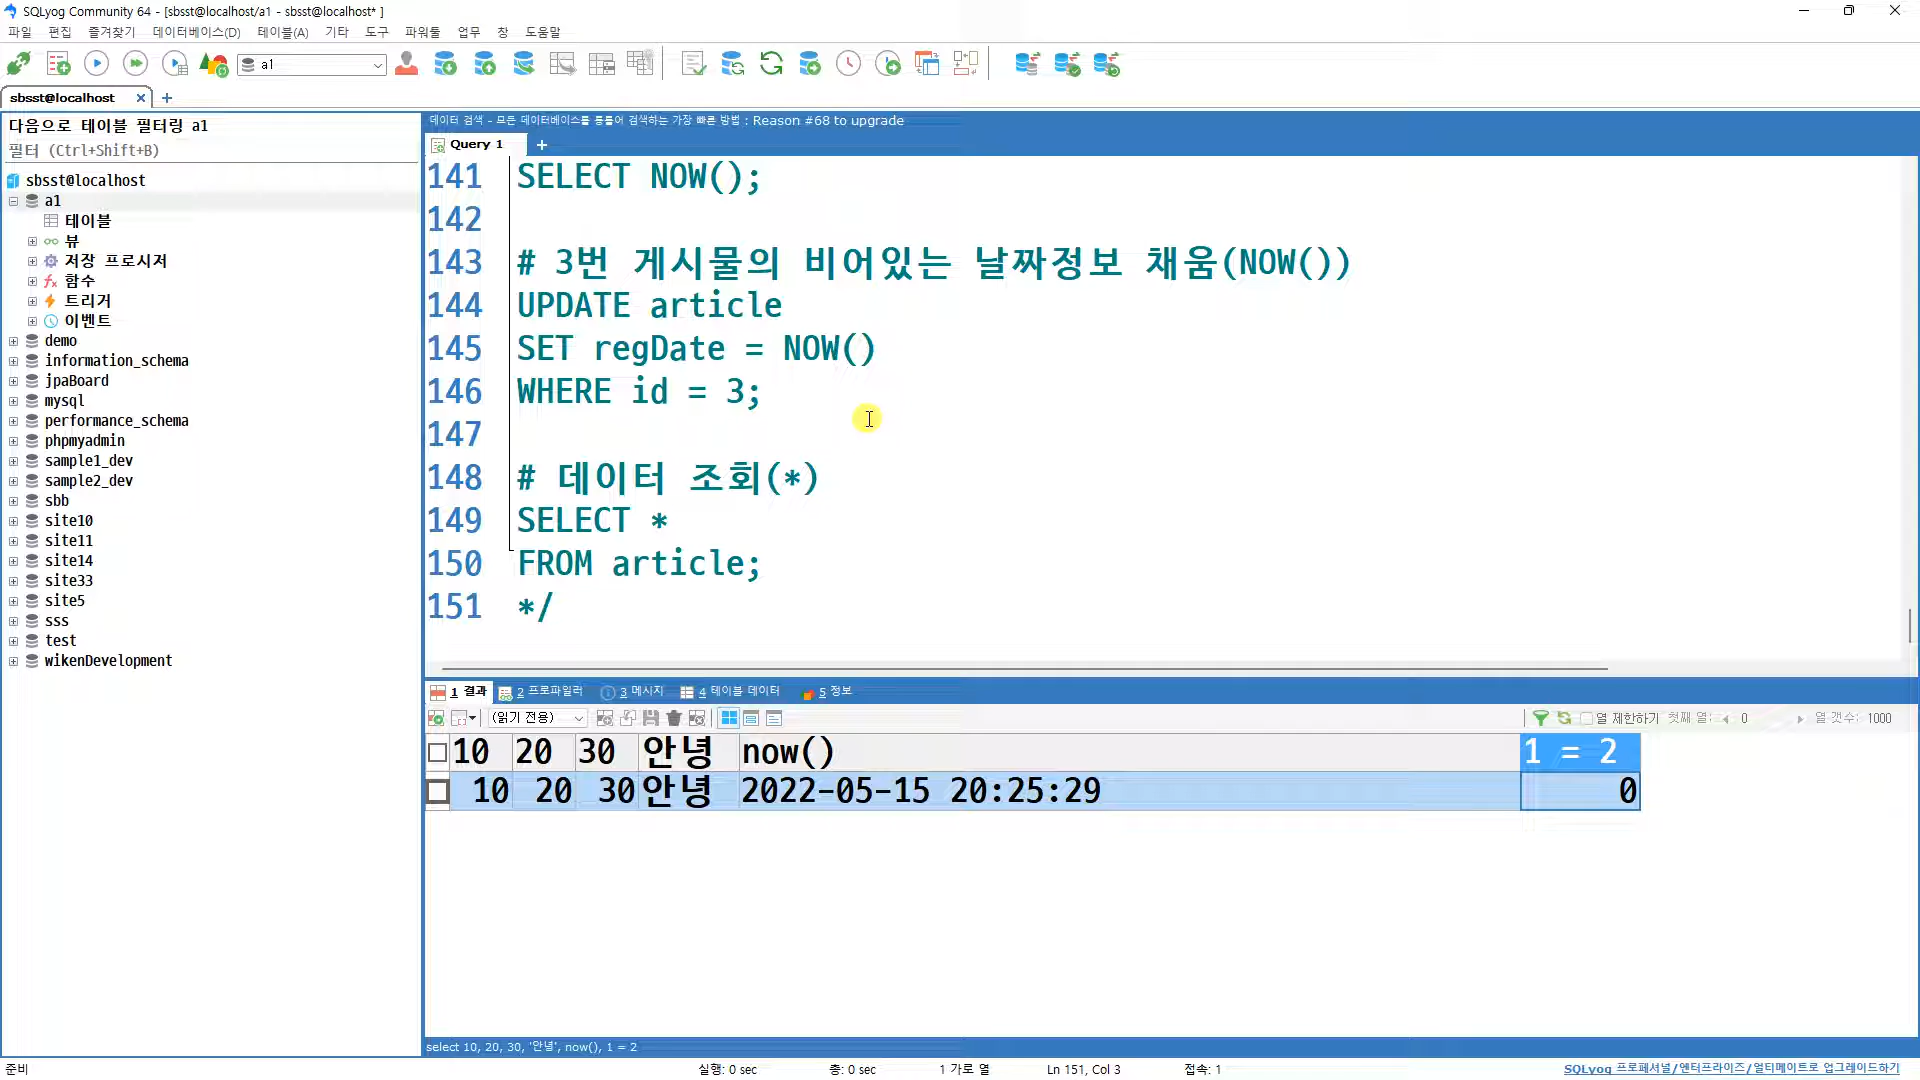 SQLyog Community 64 - [sbsst@localhost/a1 - sbsst@localhost* ]
파일 편집 즐겨찾기 데이터베이스(D) 테이블(A) 기타 도구 파워툴 업무 창 도움말
a1
sbsst@localhost
다음으로 테이블 필터링 a1
필터 (Ctrl+Shift+B)
sbsst@localhost
a1
테이블
뷰
저장 프로시저
함수
트리거
이벤트
demo
information_schema
jpaBoard
mysql
performance_schema
phpmyadmin
sample1_dev
sample2_dev
sbb
site10
site11
site14
site33
site5
sss
test
wikenDevelopment
데이터 검색 - 모든 데이터베이스를 통틀어 검색하는 가장 빠른 방법 : Reason #68 to upgrade
Query 1
141 SELECT NOW();
142
143 # 3번 게시물의 비어있는 날짜정보 채움(NOW())
144 UPDATE article
145 SET regDate = NOW()
146 WHERE id = 3;
147
148 # 데이터 조회(*)
149 SELECT *
150 FROM article;
151 */
1 결과 2 프로파일러 3 메시지 4 테이블 데이터 5 정보
(읽기 전용) 열 제한하기 첫째 열: 0 열 갯수: 1000
10 20 30 안녕 now() 1 = 2
10 20 30 안녕 2022-05-15 20:25:29 0
select 10, 20, 30, '안녕', now(), 1 = 2
준비 실행: 0 sec 총: 0 sec 1 가로 열 Ln 151, Col 3 접속: 1 SQLyog 프로페셔널/엔터프라이즈/얼티메이트로 업그레이드하기